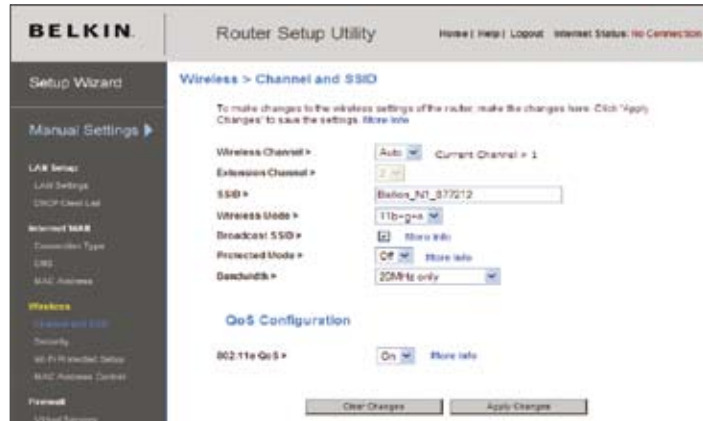 BELKIN.
Router Setup Utility
Home | Help | Logout Internet Status: No Connection
Setup Wizard
Manual Settings
LAN Setup
LAN Settings
DHCP Client List
Internet WAN
Connection Type
DNS
MAC Address
Wireless
Channel and SSID
Security
Wi-Fi Protected Setup
MAC Address Control
Firewall
Virtual Servers
Wireless > Channel and SSID
To make changes to the wireless settings of the router, make the changes here. Click "Apply
Changes" to save the settings. More Info
Wireless Channel > Auto Current Channel > 1
Extension Channel > 2
SSID > Belkin_N1_877212
Wireless Mode >
Broadcast SSID > More Info
Protected Mode > Off More Info
Bandwidth > 20MHz only
QoS Configuration
802.11e QoS > On More Info
Clear Changes Apply Changes